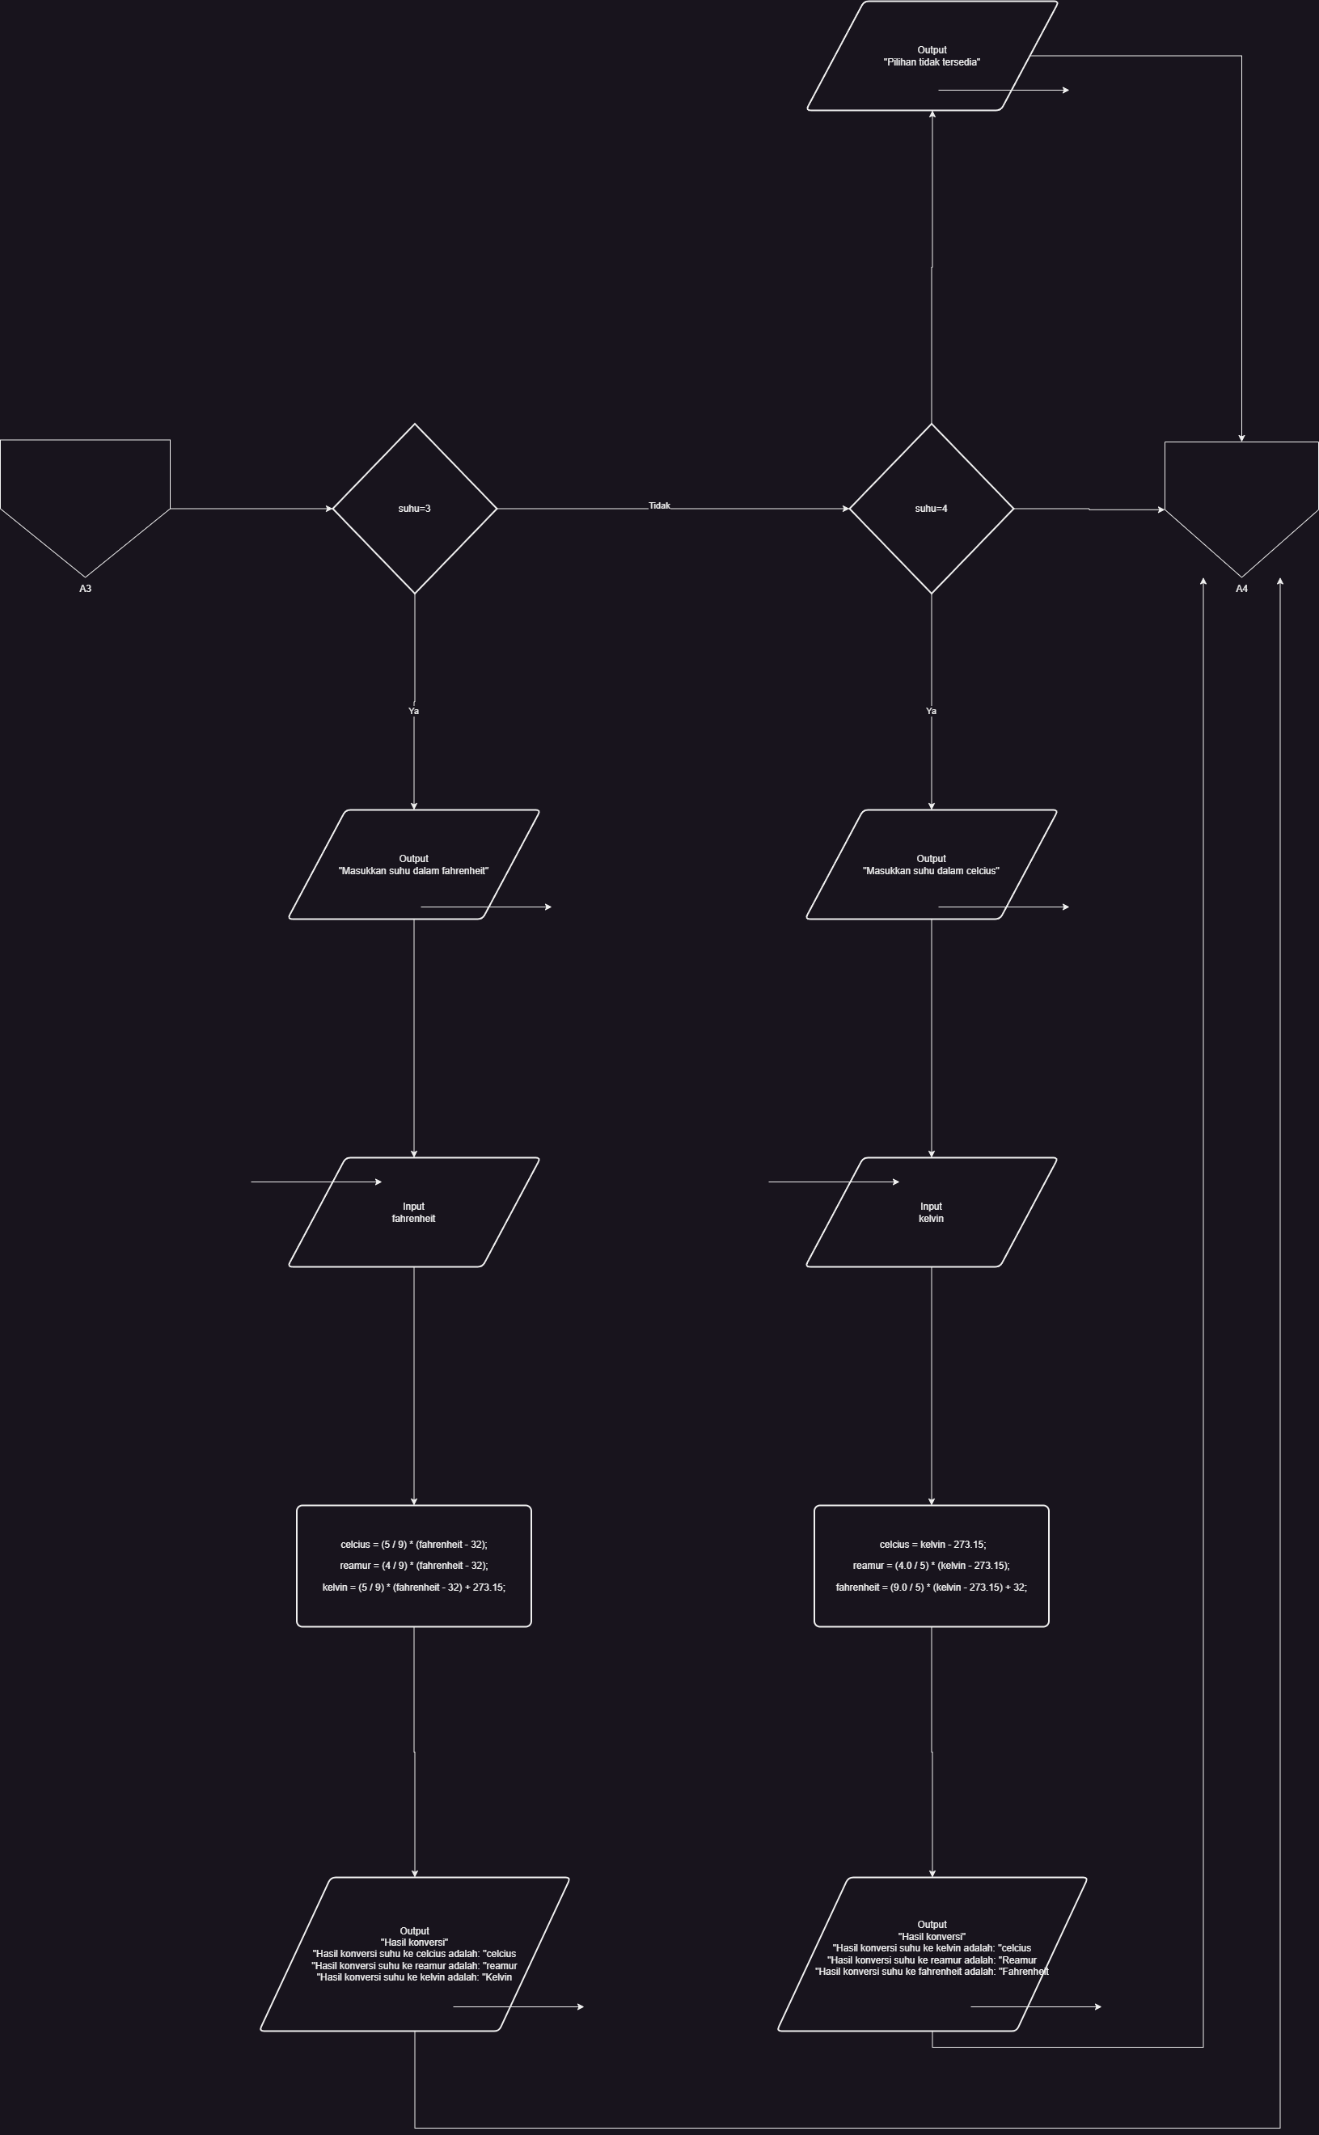 Output
"Pilihan tidak tersedia"
A3
suhu=3
Tidak
suhu=4
A4
Ya
Ya
Output
"Masukkan suhu dalam fahrenheit"
Output
"Masukkan suhu dalam celcius"
Input
fahrenheit
Input
kelvin
celcius = (5 / 9) * (fahrenheit - 32);
reamur = (4 / 9) * (fahrenheit - 32);
kelvin = (5 / 9) * (fahrenheit - 32) + 273.15;
celcius = kelvin - 273.15;
reamur = (4.0 / 5) * (kelvin - 273.15);
fahrenheit = (9.0 / 5) * (kelvin - 273.15) + 32;
Output
"Hasil konversi"
"Hasil konversi suhu ke celcius adalah: "celcius
"Hasil konversi suhu ke reamur adalah: "reamur
"Hasil konversi suhu ke kelvin adalah: "Kelvin
Output
"Hasil konversi"
"Hasil konversi suhu ke kelvin adalah: "celcius
"Hasil konversi suhu ke reamur adalah: "Reamur
"Hasil konversi suhu ke fahrenheit adalah: "Fahrenheit